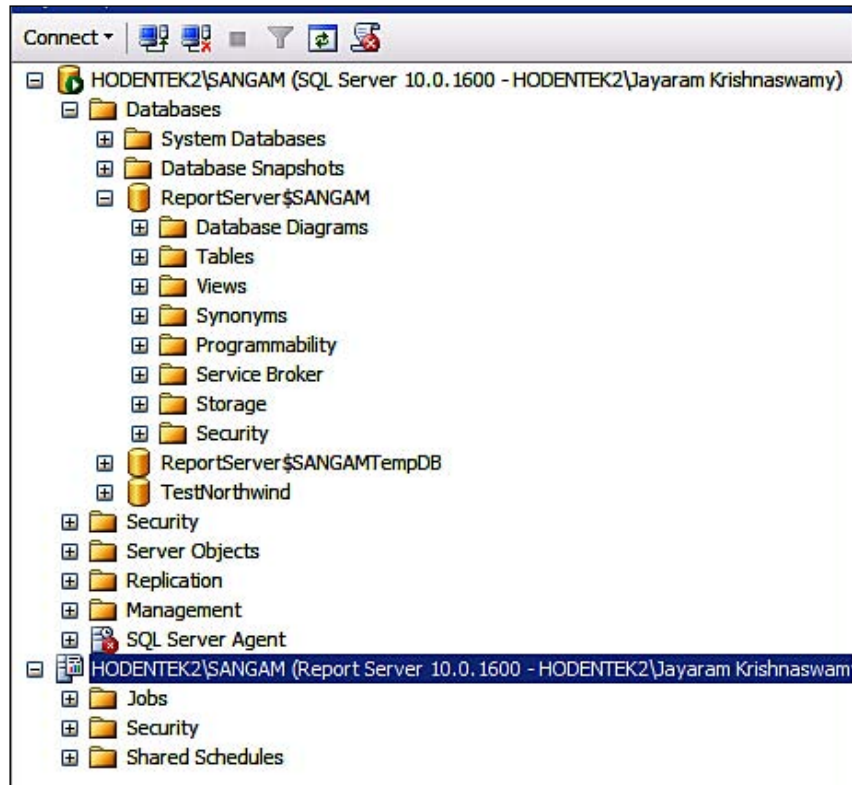 Connect
HODENTEK2\SANGAM (SQL Server 10.0.1600 - HODENTEK2\Jayaram Krishnaswamy)
Databases
System Databases
Database Snapshots
ReportServer$SANGAM
Database Diagrams
Tables
Views
Synonyms
Programmability
Service Broker
Storage
Security
ReportServer$SANGAMTempDB
TestNorthwind
Security
Server Objects
Replication
Management
SQL Server Agent
HODENTEK2\SANGAM (Report Server 10.0.1600 - HODENTEK2\Jayaram Krishnaswam
Jobs
Security
Shared Schedules